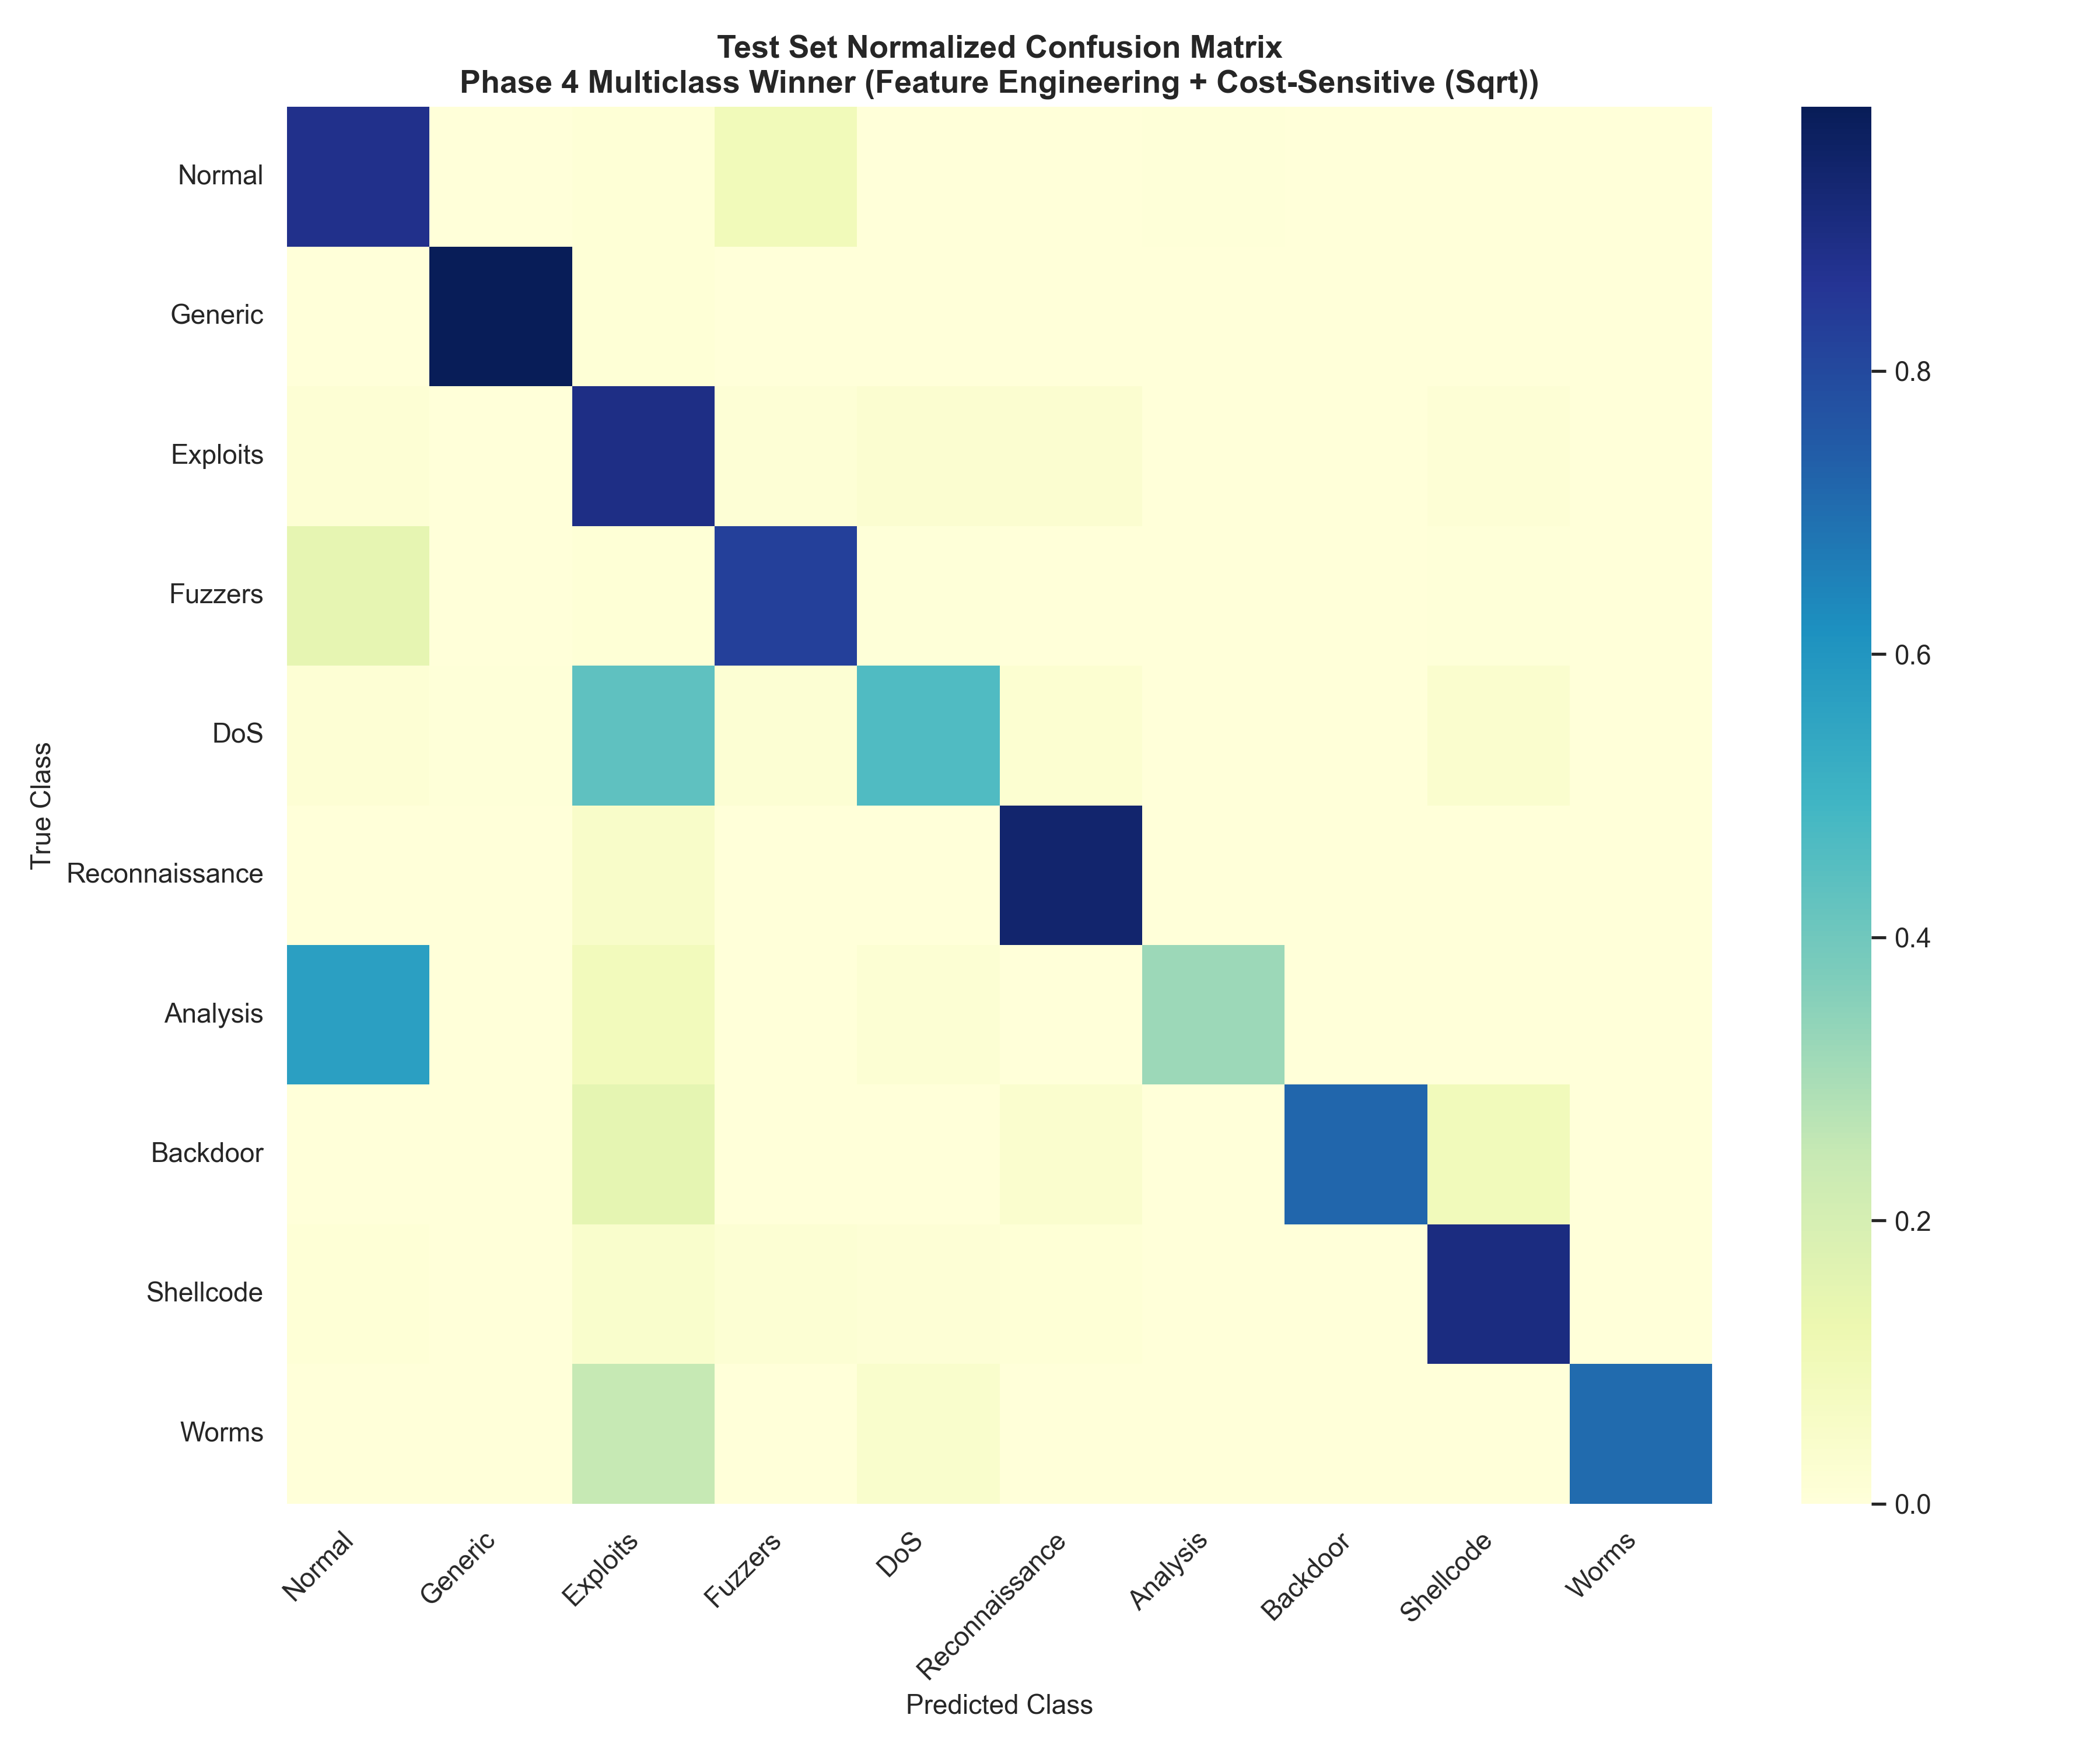 Test Set Normalized Confusion Matrix
Phase 4 Multiclass Winner (Feature Engineering + Cost-Sensitive (Sqrt))
True Class
Normal
Generic
Exploits
Fuzzers
DoS
Reconnaissance
Analysis
Backdoor
Shellcode
Worms
0.8
0.6
0.4
0.2
0.0
Normal
Generic
Exploits
Fuzzers
DoS
Reconnaissance
Analysis
Backdoor
Shellcode
Worms
Predicted Class